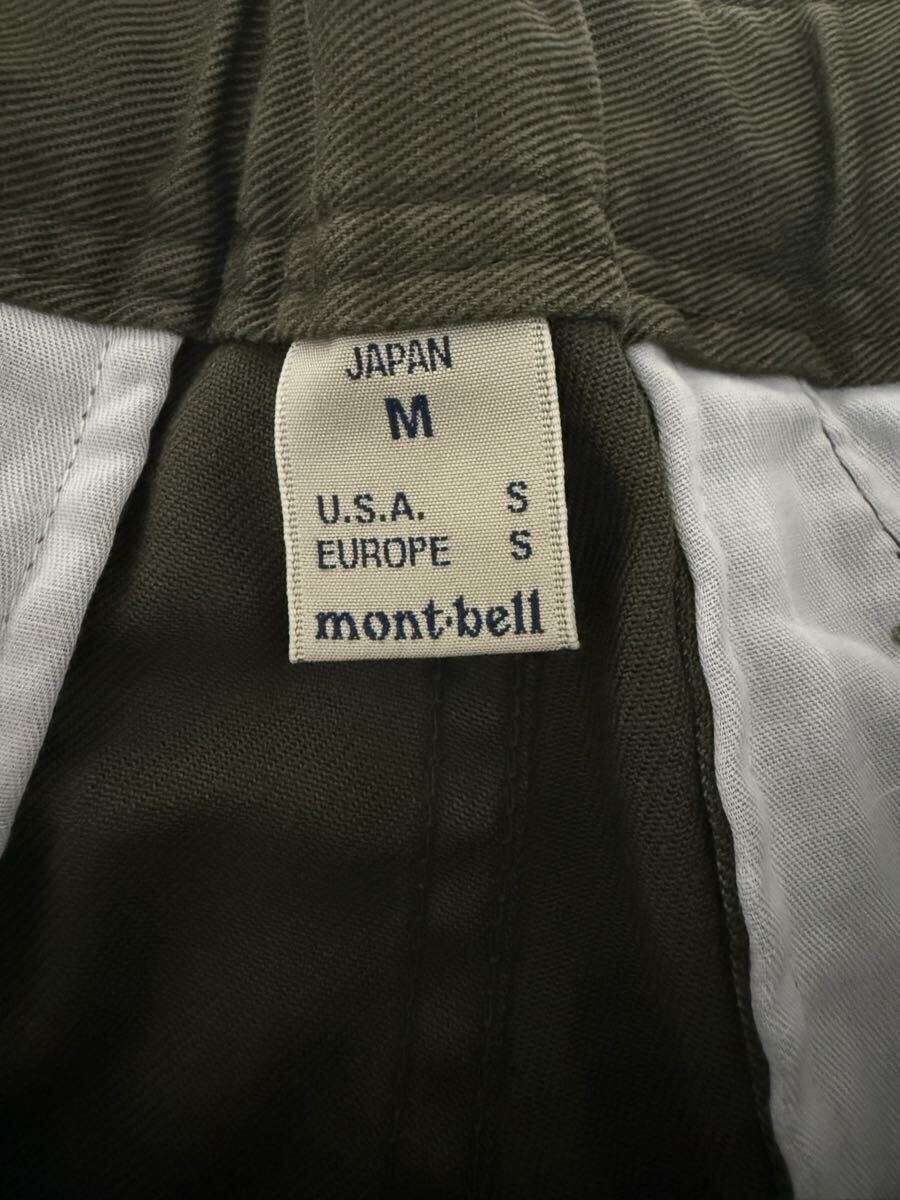 JAPAN
M
U.S.A. S
EUROPE S
mont·bell